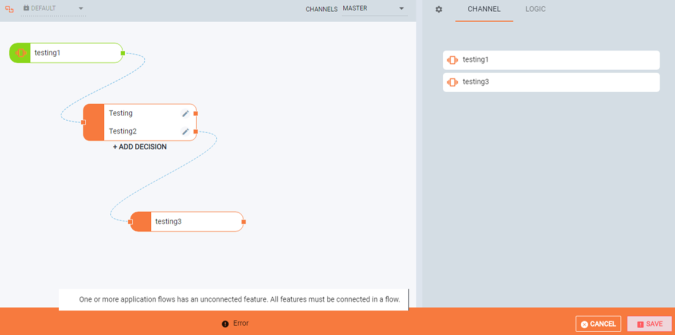 DEFAULT
CHANNELS MASTER
CHANNEL LOGIC
testing1
Testing
Testing2
+ ADD DECISION
testing3
testing1
testing3
One or more application flows has an unconnected feature. All features must be connected in a flow.
Error
CANCEL
SAVE